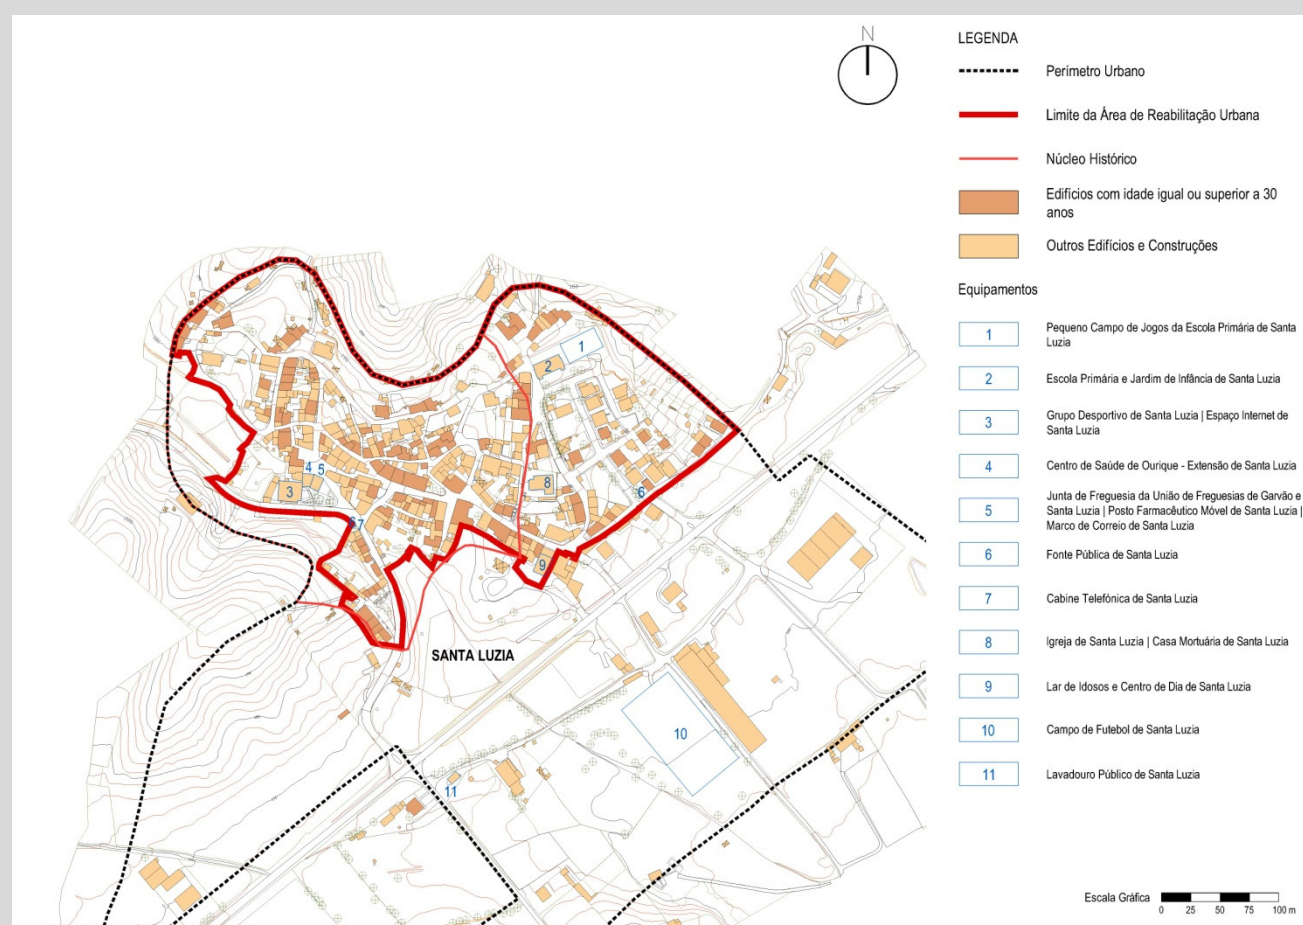 N
LEGENDA
Perímetro Urbano
Limite da Área de Reabilitação Urbana
Núcleo Histórico
Edifícios com idade igual ou superior a 30
anos
Outros Edifícios e Construções
Equipamentos
1
Pequeno Campo de Jogos da Escola Primária de Santa
Luzia
2
Escola Primária e Jardim de Infância de Santa Luzia
3
Grupo Desportivo de Santa Luzia | Espaço Internet de
Santa Luzia
4
Centro de Saúde de Ourique - Extensão de Santa Luzia
5
Junta de Freguesia da União de Freguesias de Garvão e
Santa Luzia | Posto Farmacêutico Móvel de Santa Luzia |
Marco de Correio de Santa Luzia
6
Fonte Pública de Santa Luzia
7
Cabine Telefónica de Santa Luzia
8
Igreja de Santa Luzia | Casa Mortuária de Santa Luzia
9
Lar de Idosos e Centro de Dia de Santa Luzia
10
Campo de Futebol de Santa Luzia
11
Lavadouro Público de Santa Luzia
1
2
4
5
3
8
6
7
9
SANTA LUZIA
10
11
Escala Gráfica
0 25 50 75 100 m